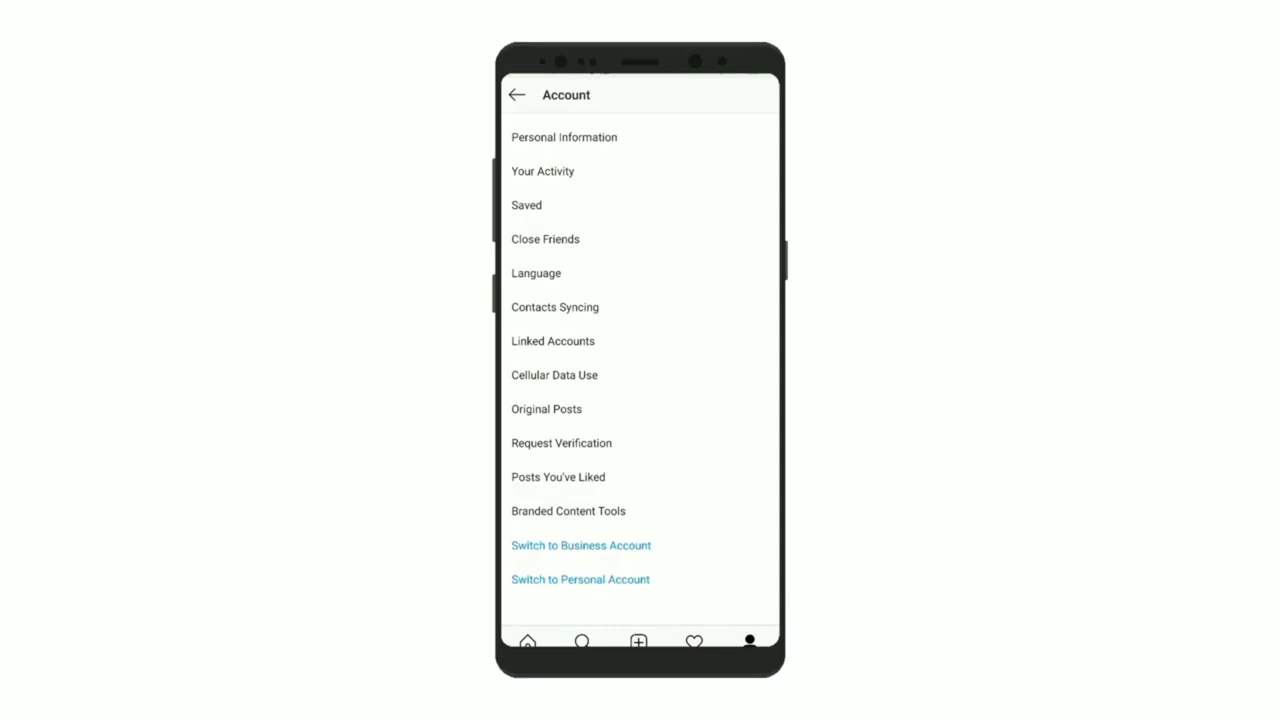 Account
Personal Information
Your Activity
Saved
Close Friends
Language
Contacts Syncing
Linked Accounts
Cellular Data Use
Original Posts
Request Verification
Posts You've Liked
Branded Content Tools
Switch to Business Account
Switch to Personal Account